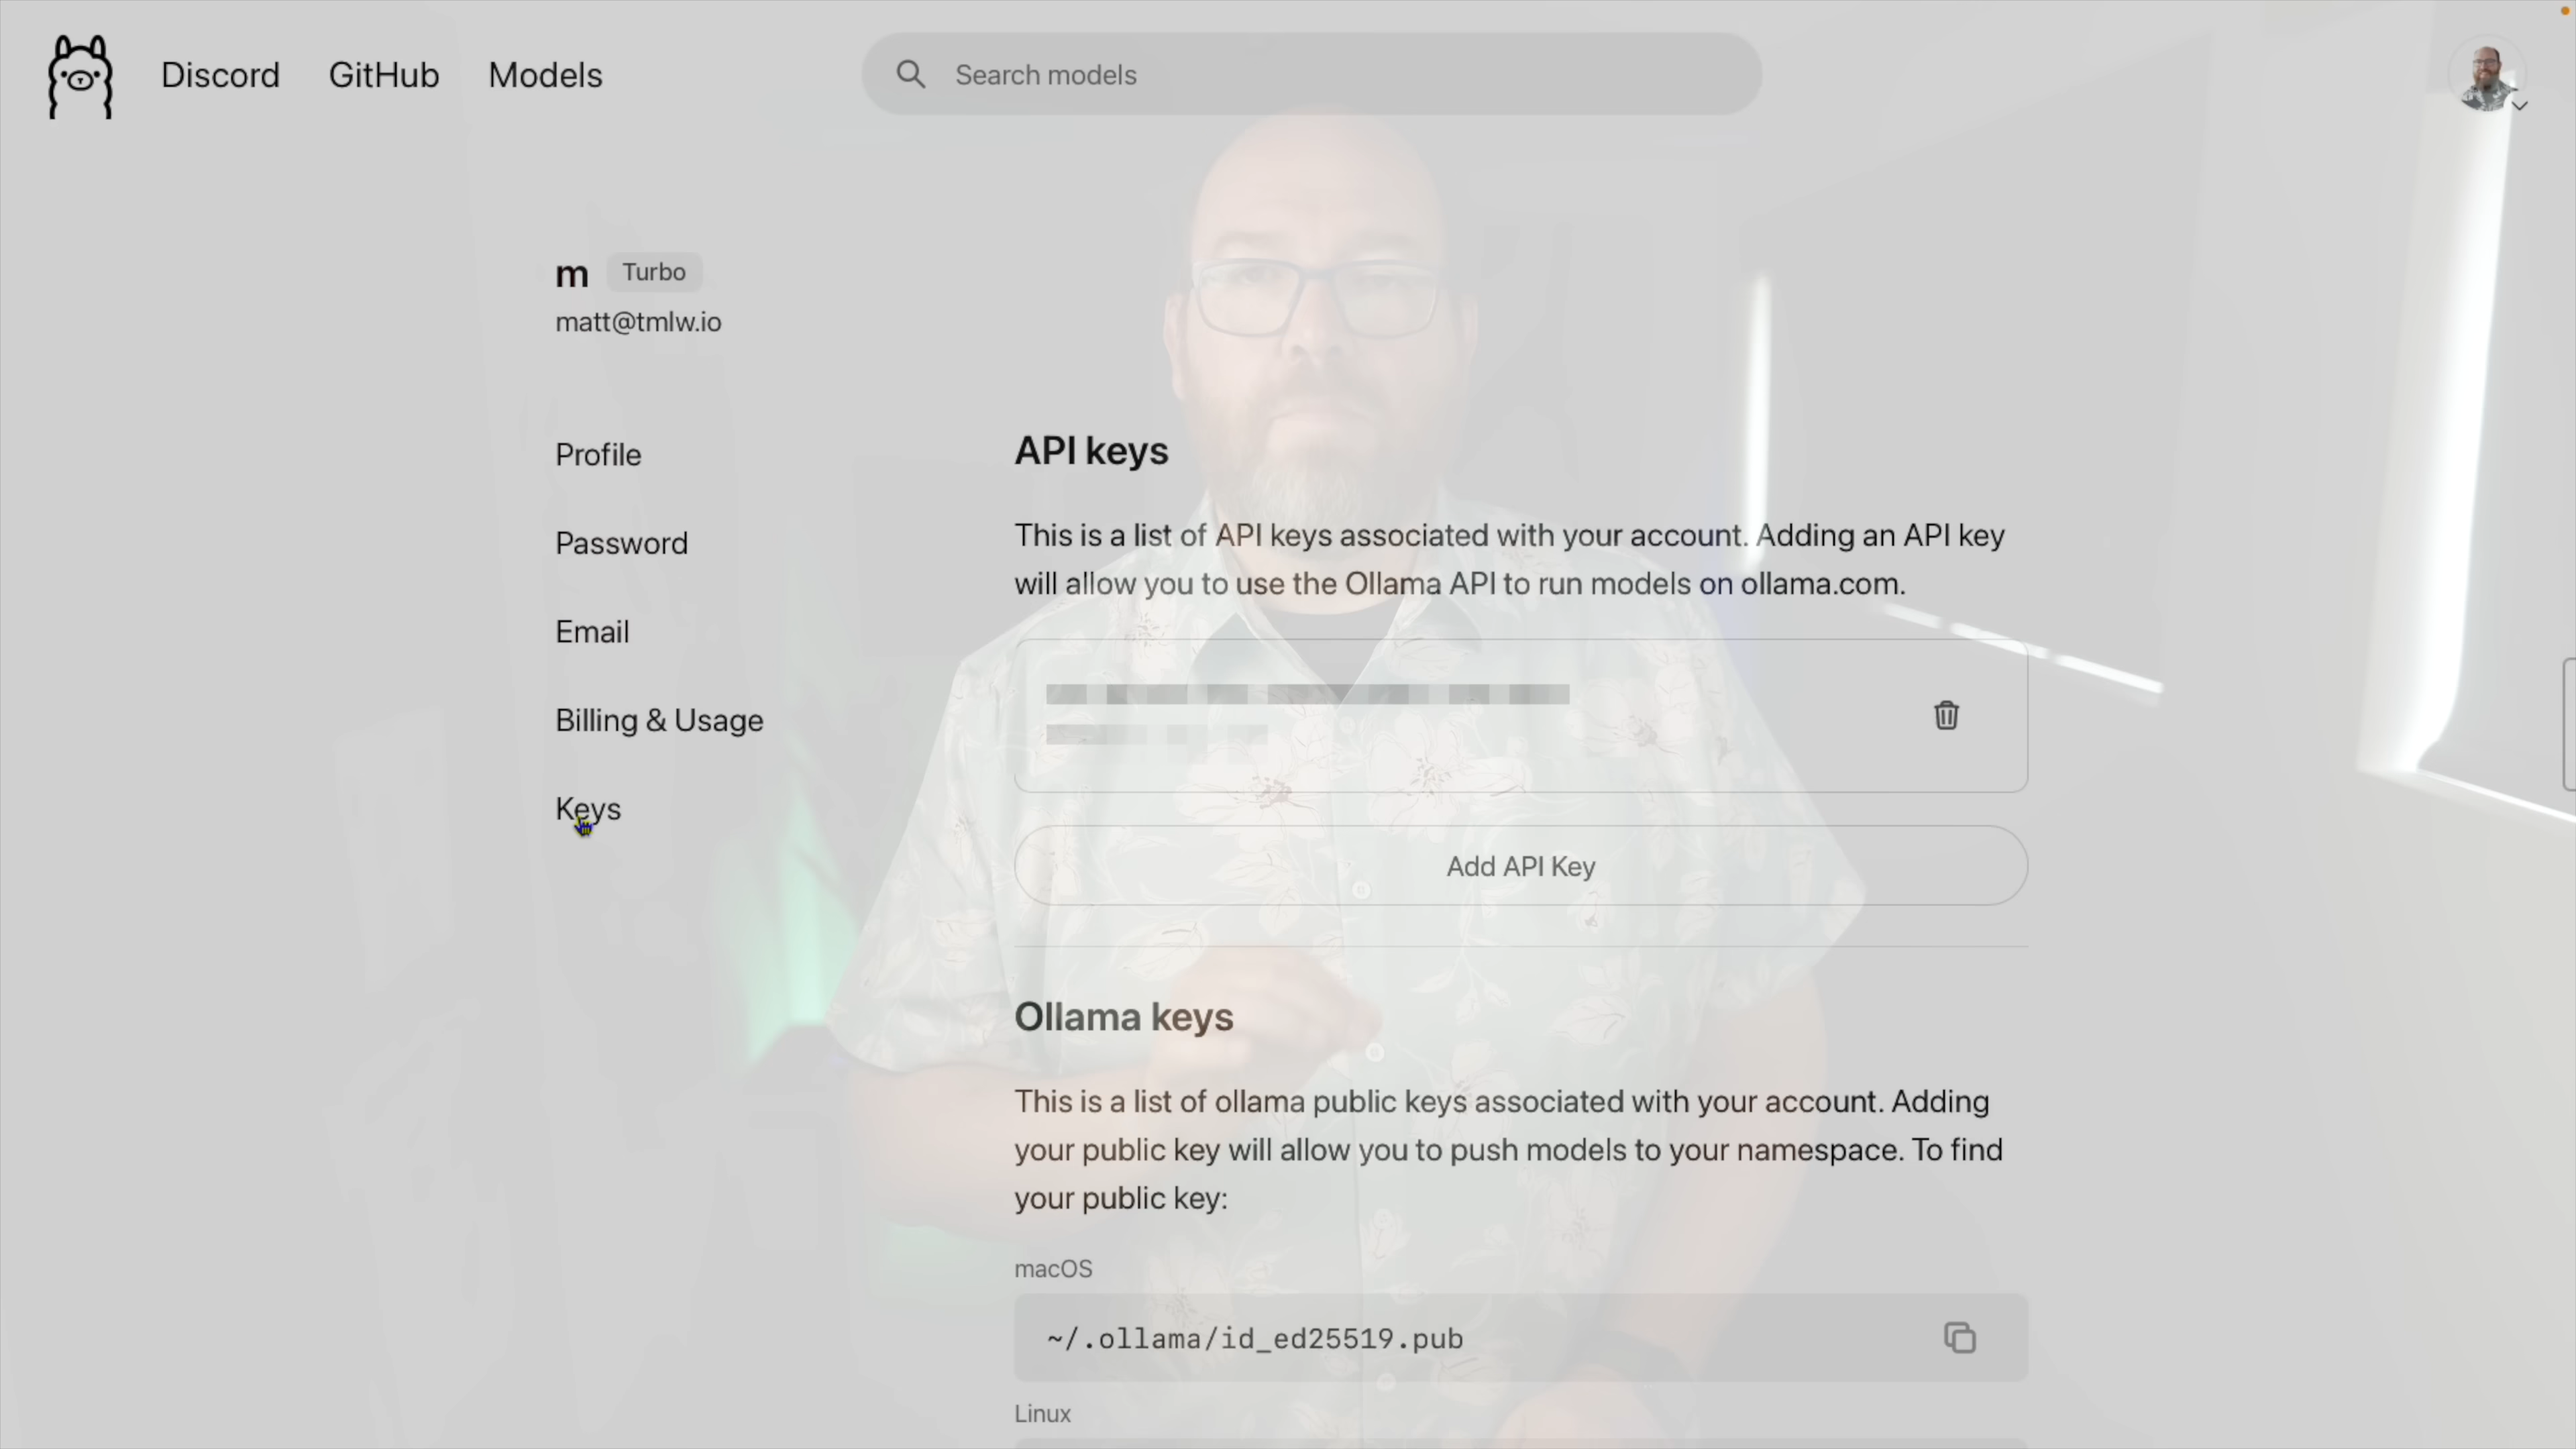 Discord GitHub Models Search models
m Turbo
matt@tmlw.io
Profile
Password
Email
Billing & Usage
Keys
API keys
This is a list of API keys associated with your account. Adding an API key
will allow you to use the Ollama API to run models on ollama.com.
Add API Key
Ollama keys
This is a list of ollama public keys associated with your account. Adding
your public key will allow you to push models to your namespace. To find
your public key:
macOS
~/.ollama/id_ed25519.pub
Linux